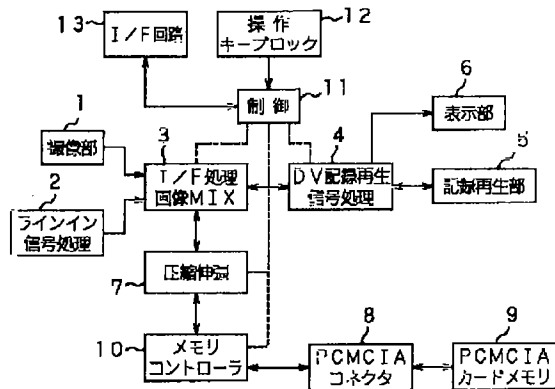 13
I/F回路
12
操作
キーブロック
11
制御
6
表示部
1
撮像部
3
I/F処理
画像MIX
4
DV記録再生
信号処理
5
記録再生部
2
ラインイン
信号処理
7
圧縮伸張
10
メモリ
コントローラ
8
PCMCIA
コネクタ
9
PCMCIA
カードメモリ